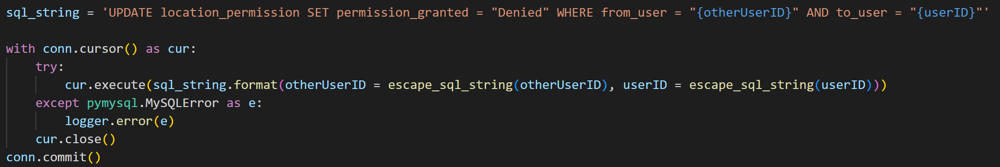 sql_string = 'UPDATE location_permission SET permission_granted = "Denied" WHERE from_user = "{otherUserID}" AND to_user = "{userID}"'
with conn.cursor() as cur:
try:
cur.execute(sql_string.format(otherUserID = escape_sql_string(otherUserID), userID = escape_sql_string(userID)))
except pymysql.MySQLError as e:
logger.error(e)
cur.close()
conn.commit()